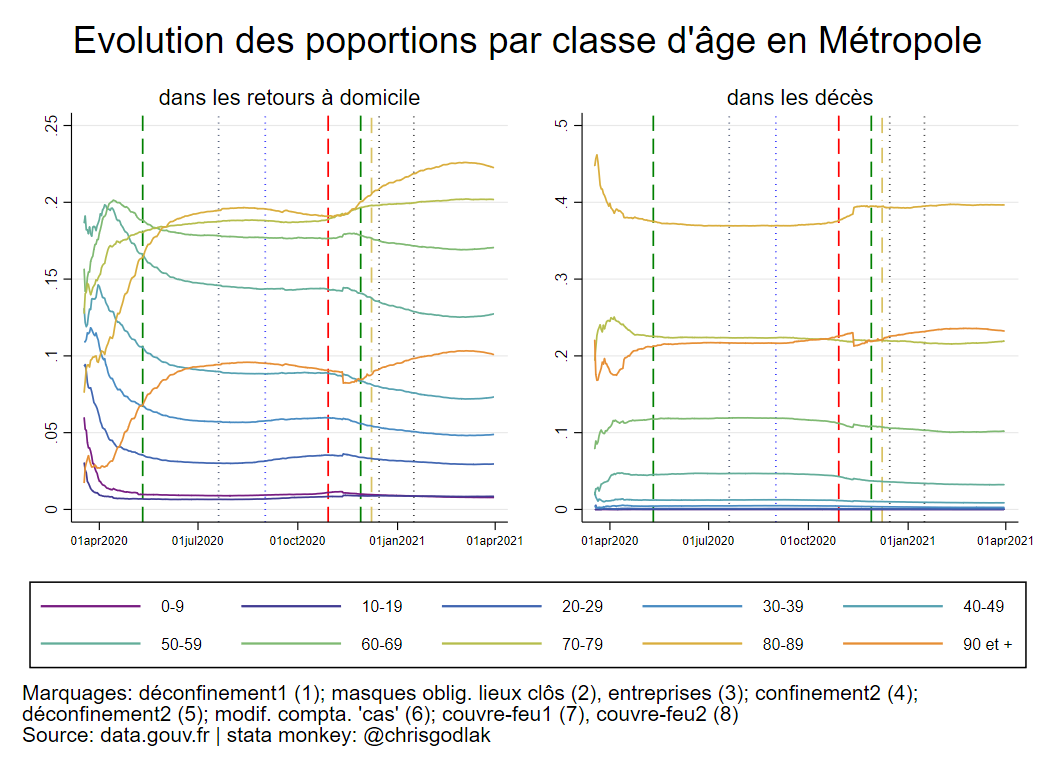 Evolution des poportions par classe d'âge en Métropole
dans les retours à domicile
.25
.2
.15
.1
.05
0
01apr2020 01jul2020 01oct2020 01jan2021 01apr2021
dans les décès
.5
.4
.3
.2
.1
0
01apr2020 01jul2020 01oct2020 01jan2021 01apr2021
0-9 10-19 20-29 30-39 40-49
50-59 60-69 70-79 80-89 90 et +
Marquages: déconfinement1 (1); masques oblig. lieux clôs (2), entreprises (3); confinement2 (4);
déconfinement2 (5); modif. compta. 'cas' (6); couvre-feu1 (7), couvre-feu2 (8)
Source: data.gouv.fr | stata monkey: @chrisgodlak